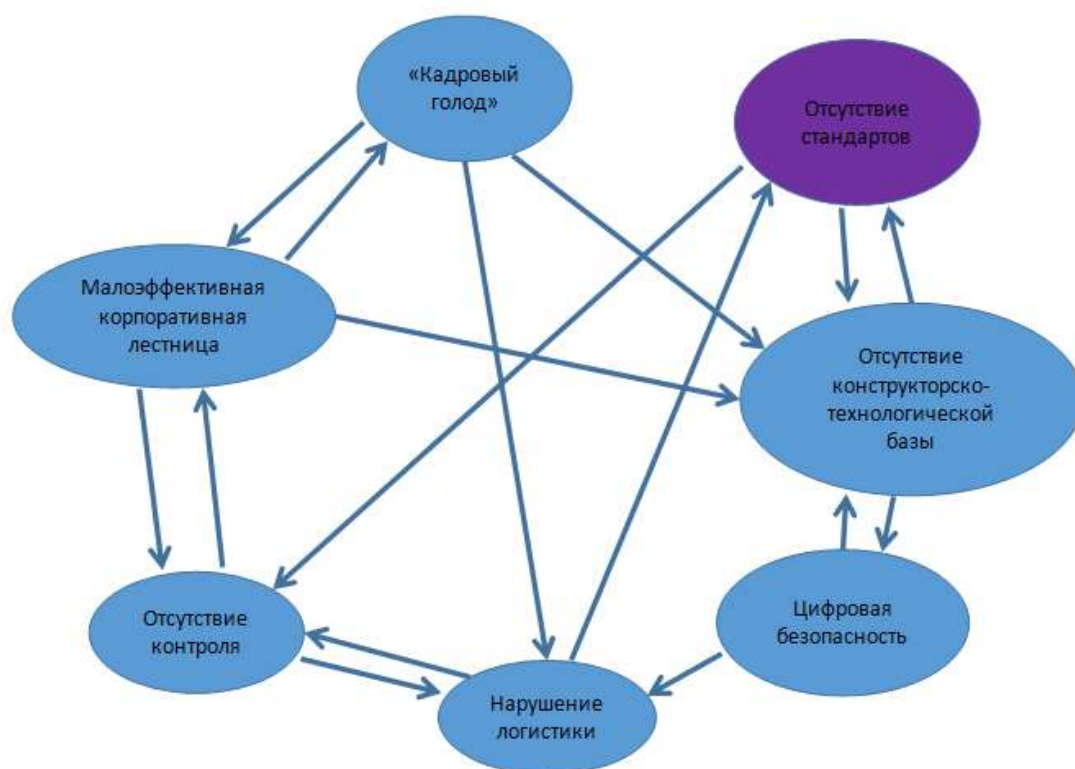 «Кадровый
голод»
Отсутствие
стандартов
Малоэффективная
корпоративная
лестница
Отсутствие
конструкторско-
технологической
базы
Отсутствие
контроля
Цифровая
безопасность
Нарушение
логистики